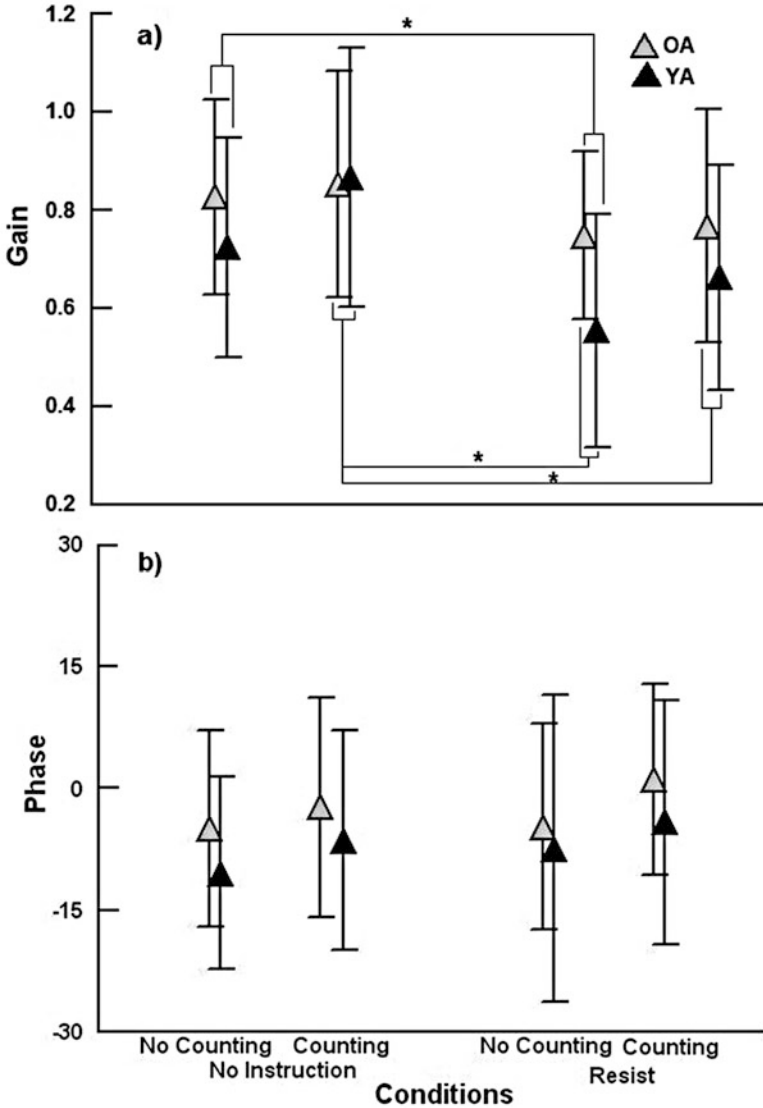 a)
*
OA
YA
1.2
1.0
0.8
0.6
0.4
0.2
Gain
*
*
b)
30
15
0
-15
-30
Phase
No Counting Counting No Counting Counting
No Instruction Resist
Conditions